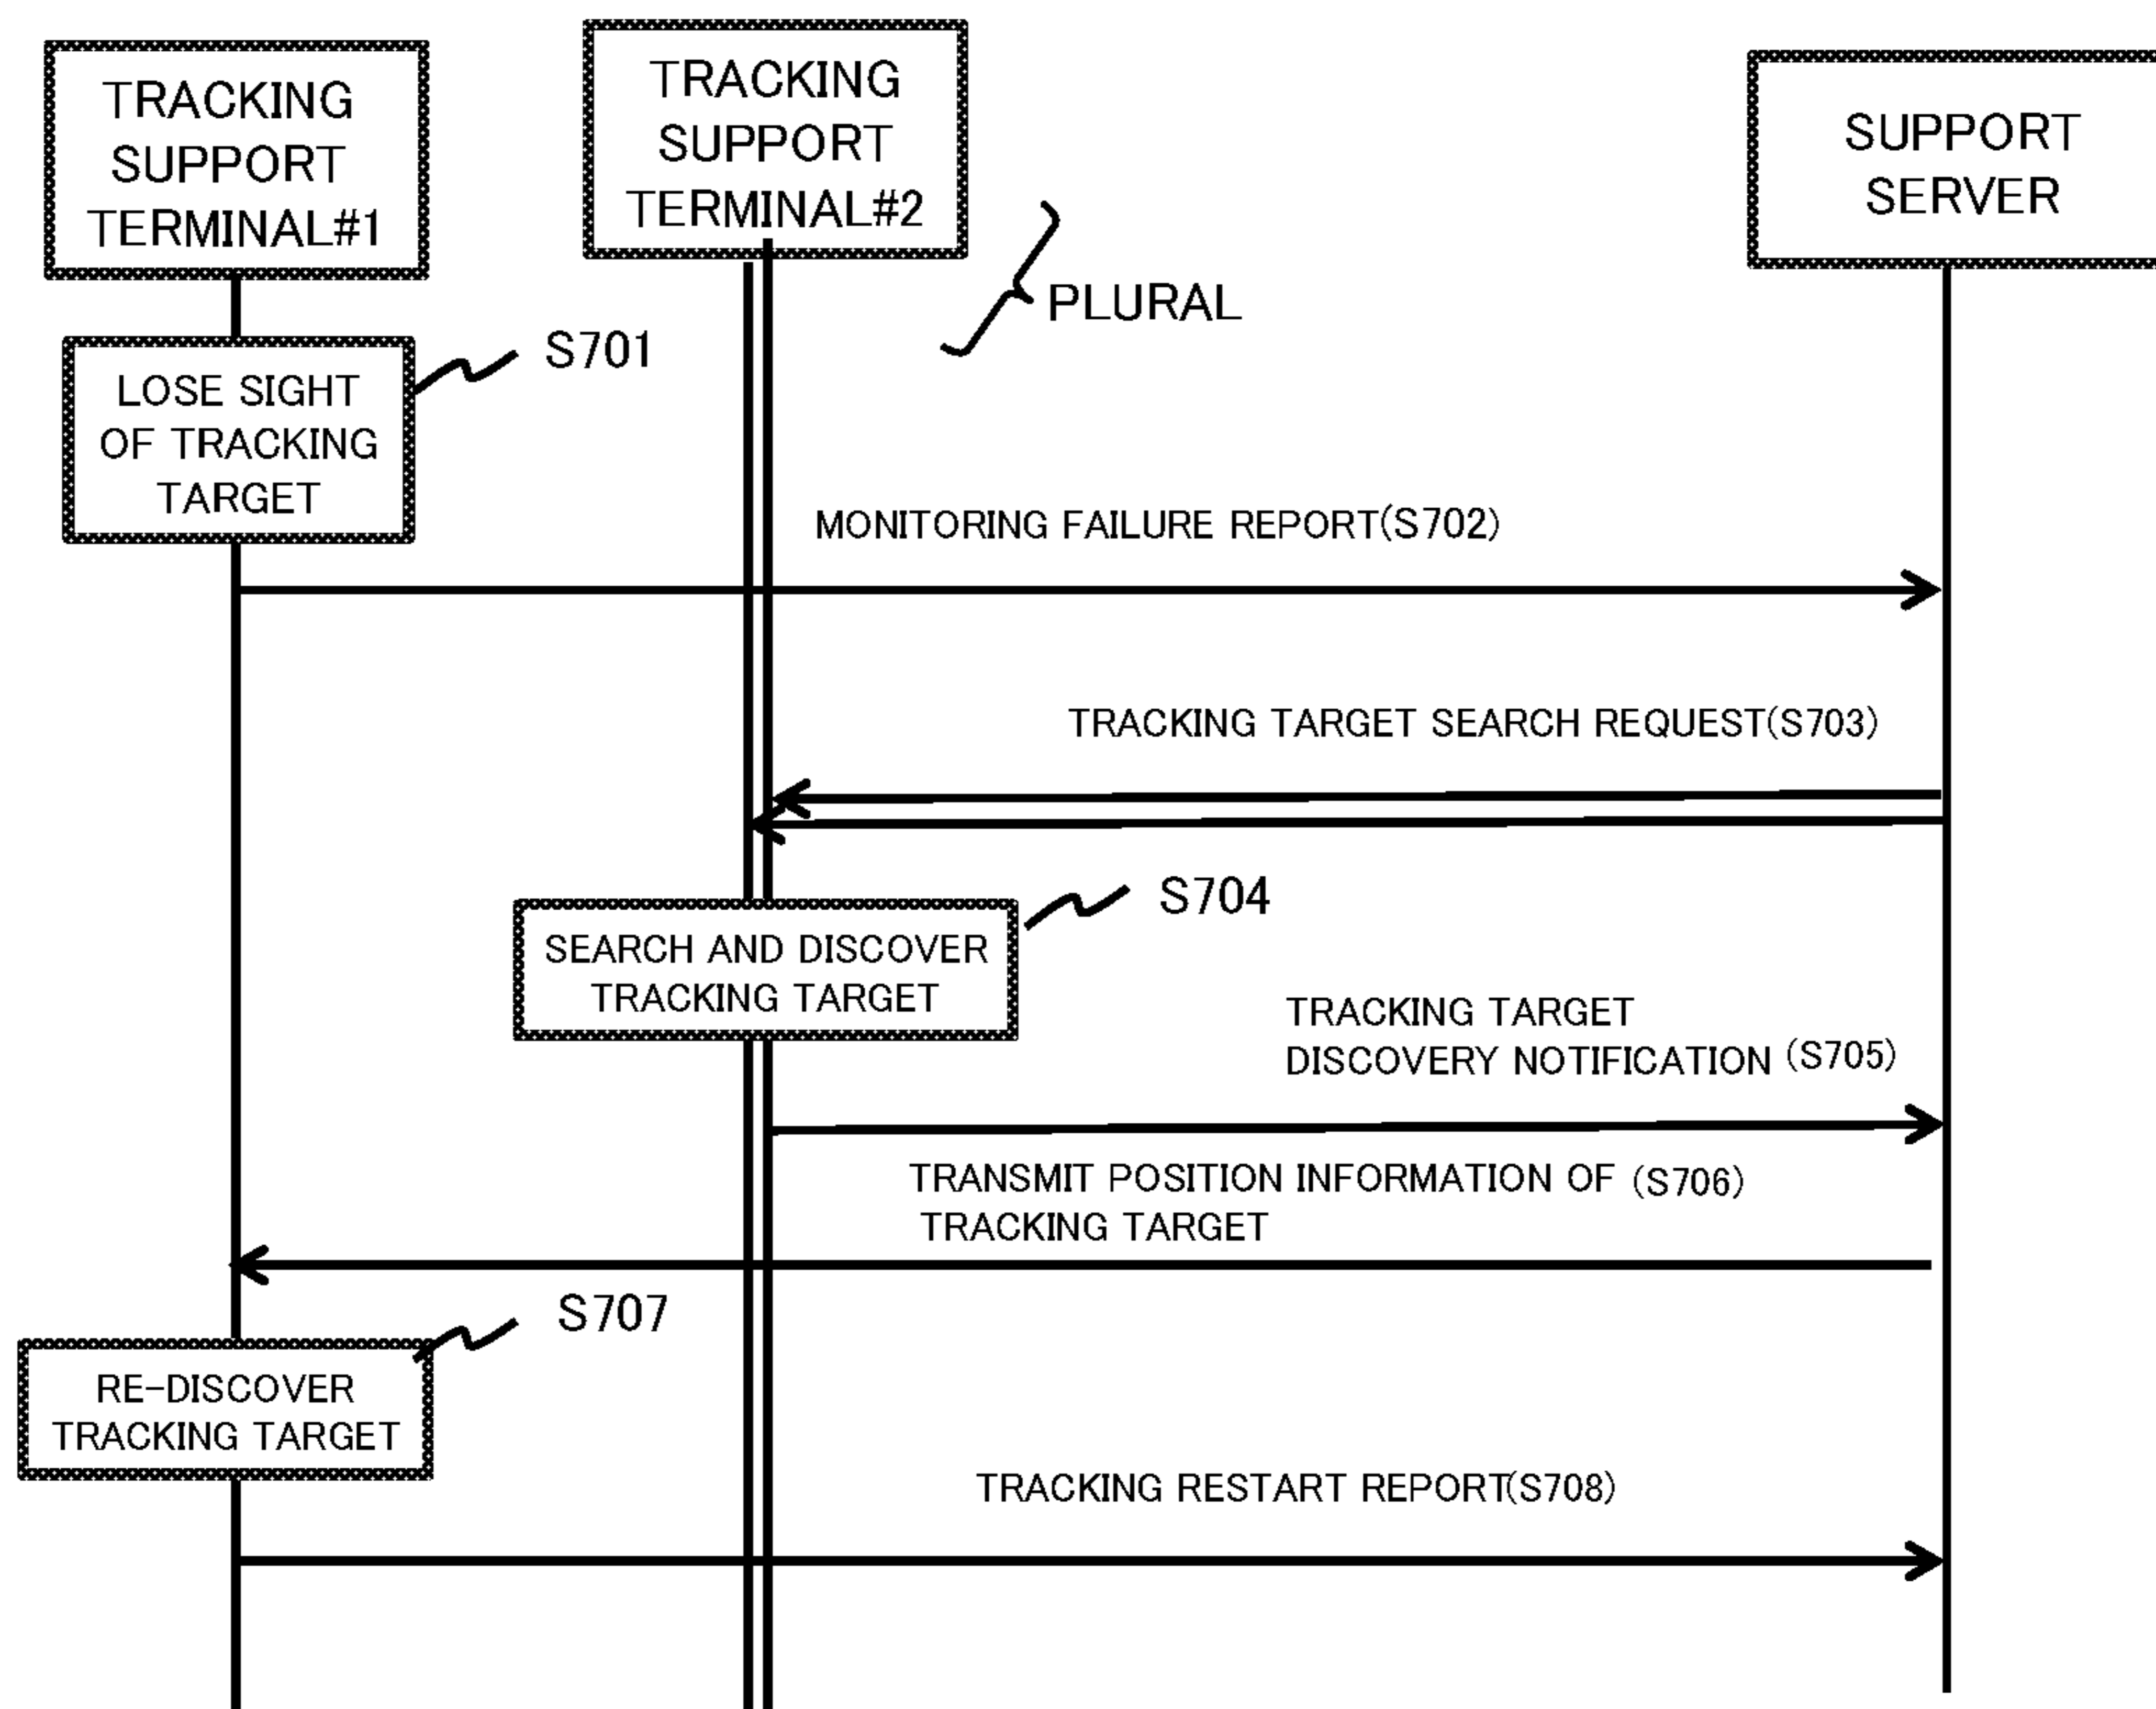 TRACKING
SUPPORT
TERMINAL#1
TRACKING
SUPPORT
TERMINAL#2
SUPPORT
SERVER
PLURAL
S701
LOSE SIGHT
OF TRACKING
TARGET
MONITORING FAILURE REPORT(S702)
TRACKING TARGET SEARCH REQUEST(S703)
S704
SEARCH AND DISCOVER
TRACKING TARGET
TRACKING TARGET
DISCOVERY NOTIFICATION (S705)
TRANSMIT POSITION INFORMATION OF (S706)
TRACKING TARGET
S707
RE-DISCOVER
TRACKING TARGET
TRACKING RESTART REPORT(S708)